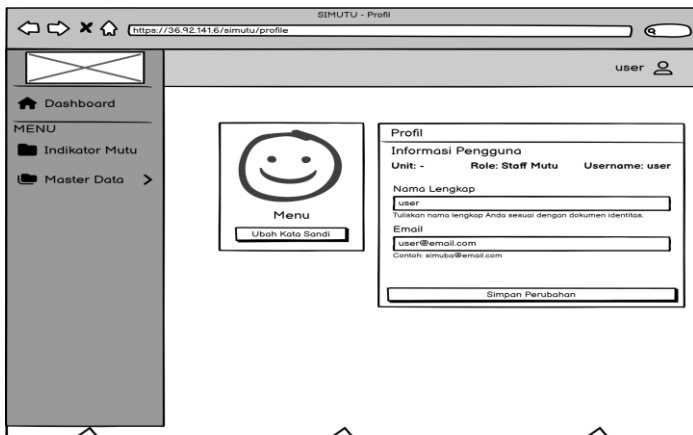 SIMUTU - Profil
https://36.92.141.6/simutu/profile
user
Dashboard
MENU
Indikator Mutu
Master Data
Menu
Ubah Kata Sandi
Profil
Informasi Pengguna
Unit: - Role: Staff Mutu Username: user
Nama Lengkap
user
Tuliskan nama lengkap Anda sesuai dengan dokumen identitas.
Email
user@email.com
Contoh: simuba@email.com
Simpan Perubahan